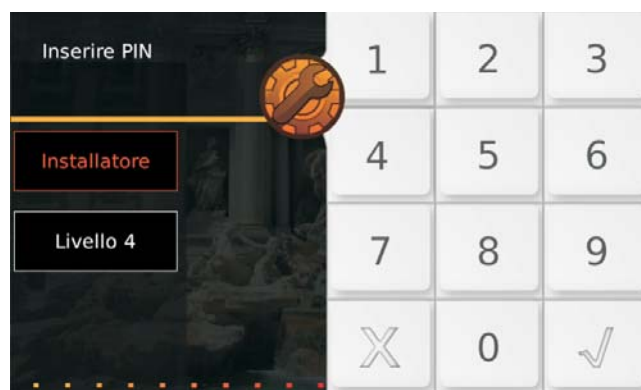 Inserire PIN
Installatore
Livello 4
1 2 3
4 5 6
7 8 9
X 0 √